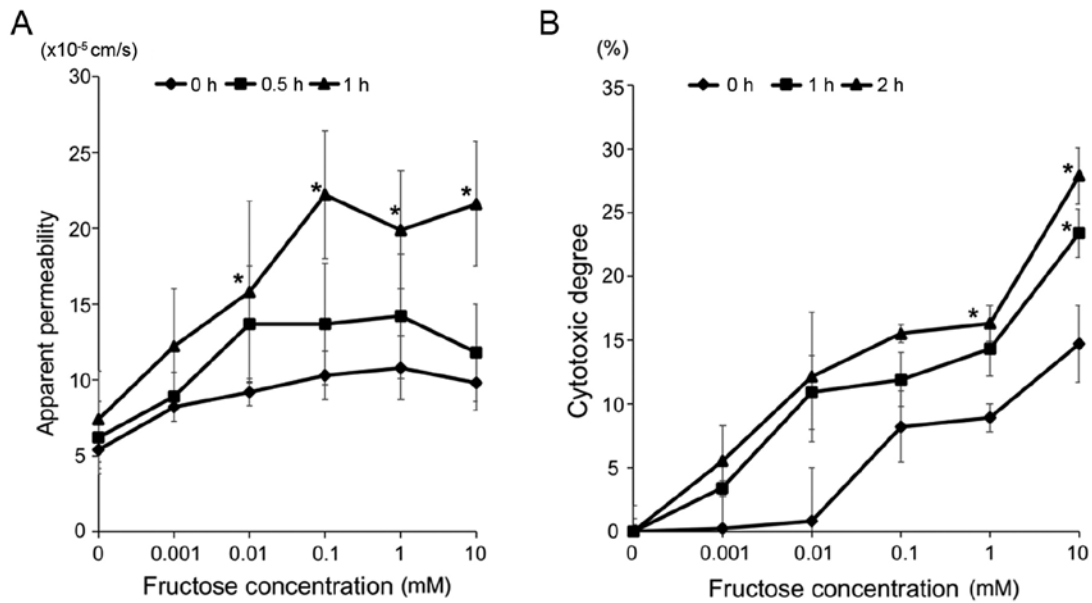 A
(x10⁻⁵ cm/s)
0 h 0.5 h 1 h
30
25
20
15
10
5
0
Apparent permeability
* * * *
0 0.001 0.01 0.1 1 10
Fructose concentration (mM)
B
(%)
0 h 1 h 2 h
35
30
25
20
15
10
5
0
Cytotoxic degree
* * *
0 0.001 0.01 0.1 1 10
Fructose concentration (mM)